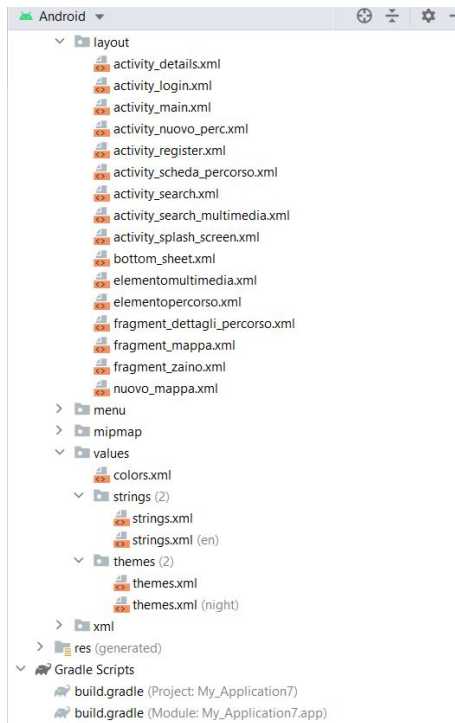 Android
layout
activity_details.xml
activity_login.xml
activity_main.xml
activity_nuovo_perc.xml
activity_register.xml
activity_scheda_percorso.xml
activity_search.xml
activity_search_multimedia.xml
activity_splash_screen.xml
bottom_sheet.xml
elementomultimedia.xml
elementopercorso.xml
fragment_dettagli_percorso.xml
fragment_mappa.xml
fragment_zaino.xml
nuovo_mappa.xml
menu
mipmap
values
colors.xml
strings (2)
strings.xml
strings.xml (en)
themes (2)
themes.xml
themes.xml (night)
xml
res (generated)
Gradle Scripts
build.gradle (Project: My_Application7)
build.gradle (Module: My_Application7.app)